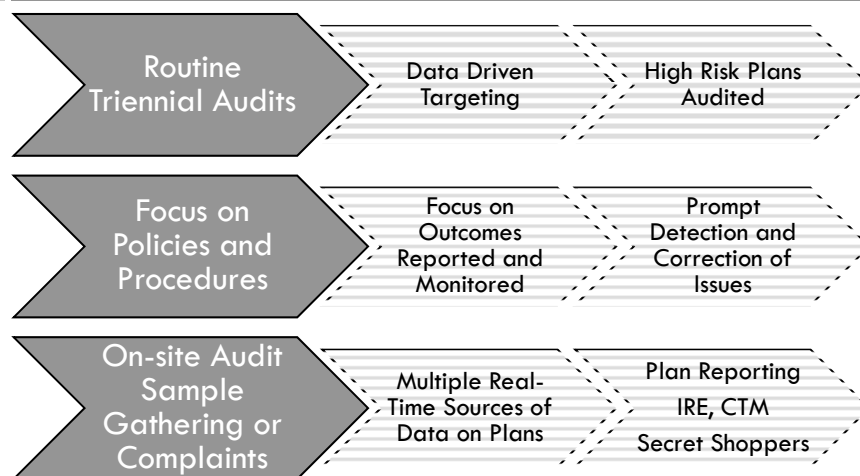 Routine
Triennial Audits
Data Driven
Targeting
High Risk Plans
Audited
Focus on
Policies and
Procedures
Focus on
Outcomes
Reported and
Monitored
Prompt
Detection and
Correction of
Issues
On-site Audit
Sample
Gathering or
Complaints
Multiple Real-
Time Sources of
Data on Plans
Plan Reporting
IRE, CTM
Secret Shoppers